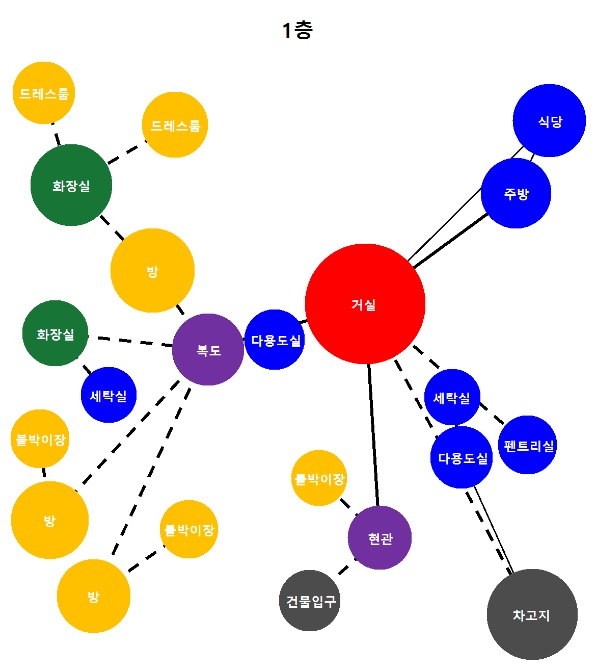 1층
드레스룸
드레스룸
식당
화장실
주방
방
거실
화장실
복도
다용도실
세탁실
세탁실
붙박이장
다용도실
펜트리실
붙박이장
방
붙박이장
현관
방
건물입구
차고지